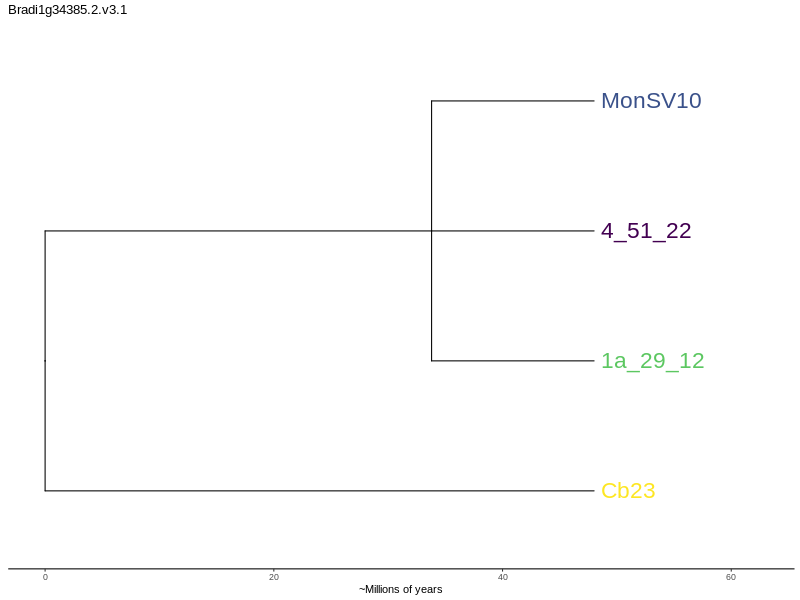 Bradi1g34385.2.v3.1
MonSV10
4_51_22
1a_29_12
Cb23
0 20 40 60
~Millions of years